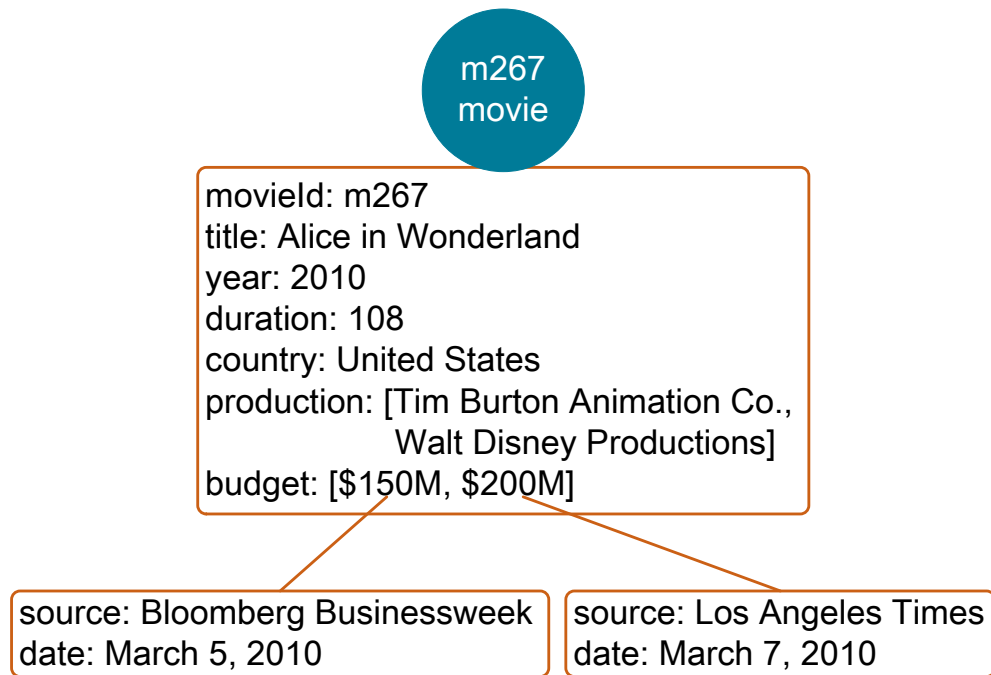 m267
movie
movieId: m267
title: Alice in Wonderland
year: 2010
duration: 108
country: United States
production: [Tim Burton Animation Co.,
Walt Disney Productions]
budget: [$150M, $200M]
source: Bloomberg Businessweek
date: March 5, 2010
source: Los Angeles Times
date: March 7, 2010